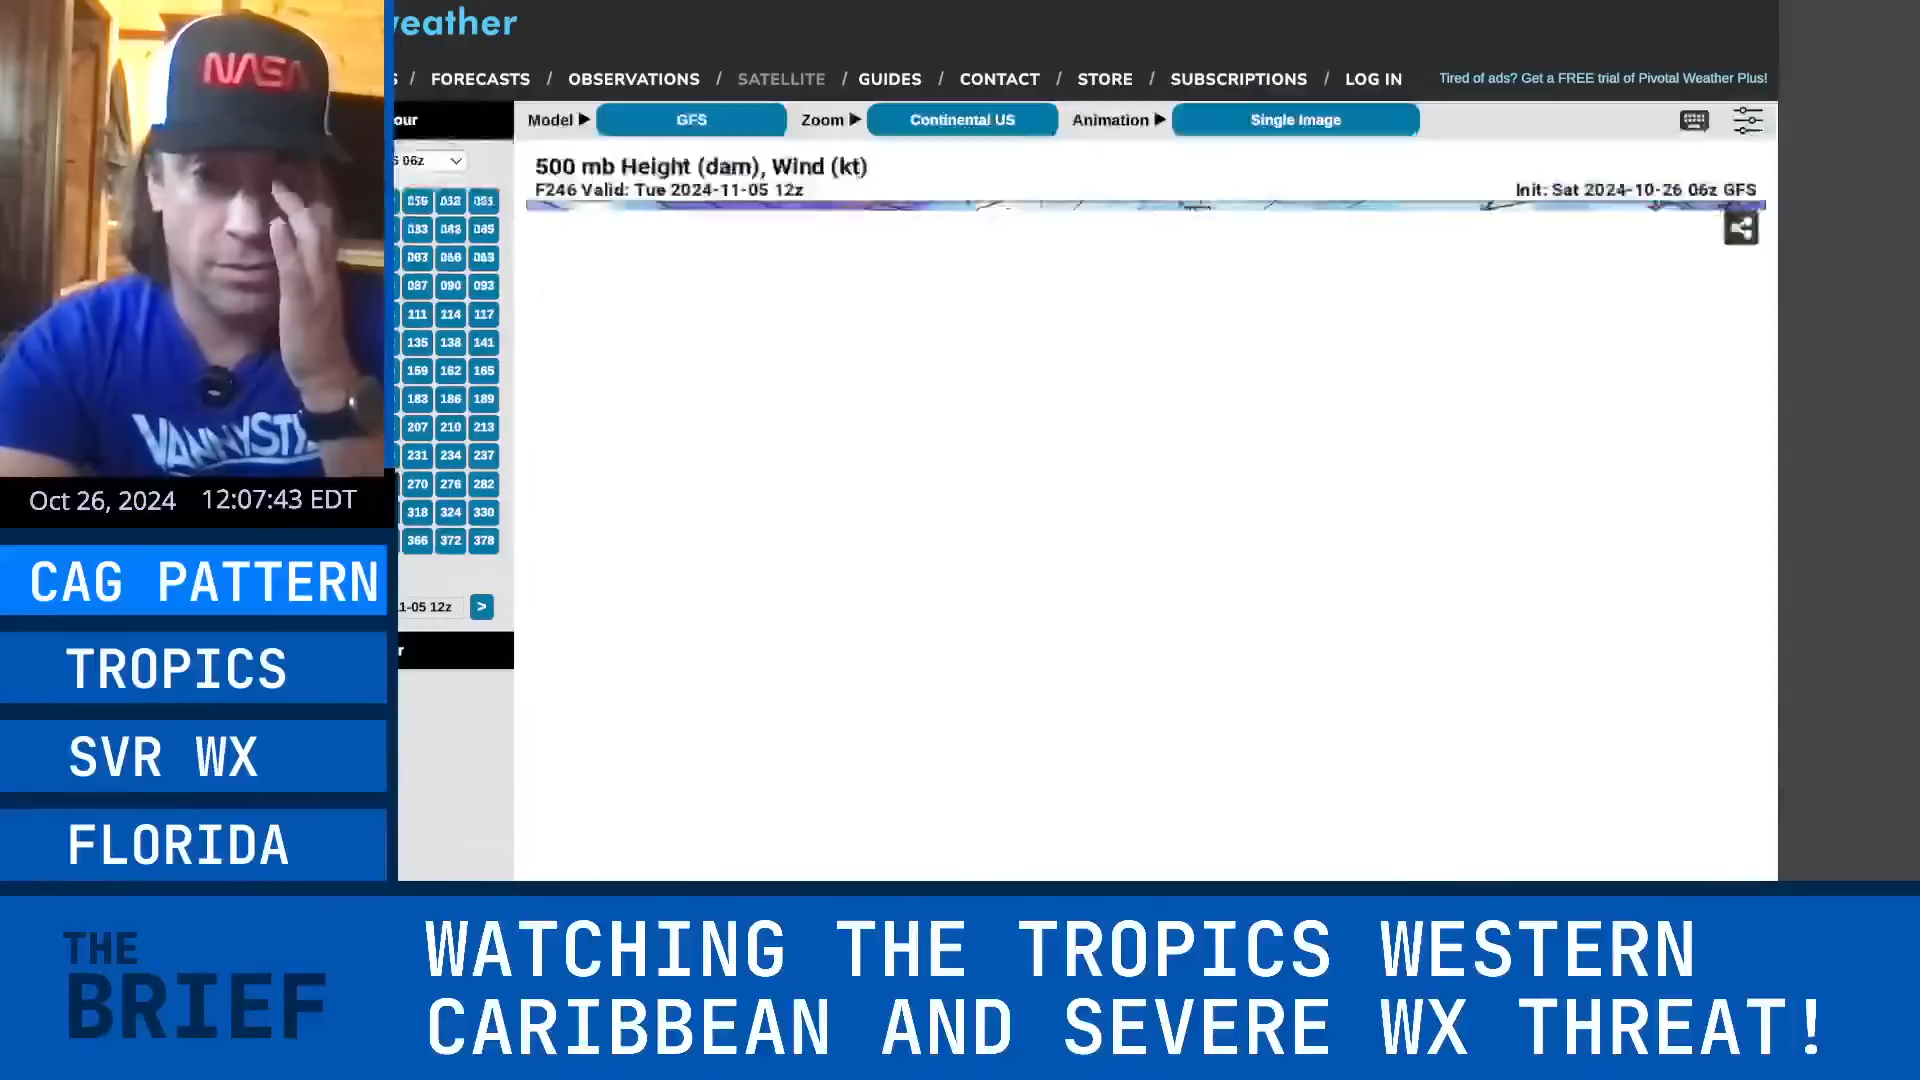 weather
S / FORECASTS / OBSERVATIONS / SATELLITE / GUIDES / CONTACT / STORE / SUBSCRIPTIONS / LOG IN
Tired of ads? Get a FREE trial of Pivotal Weather Plus!
our
Model ▶ GFS Zoom ▶ Continental US Animation ▶ Single Image
6 06z
500 mb Height (dam), Wind (kt)
F246 Valid: Tue 2024-11-05 12z
Init: Sat 2024-10-26 06z GFS
087 090 093
111 114 117
135 138 141
159 162 165
183 186 189
207 210 213
231 234 237
270 276 282
318 324 330
366 372 378
1-05 12z >
r
NASA
VANNYSTY
Oct 26, 2024 12:07:43 EDT
CAG PATTERN
TROPICS
SVR WX
FLORIDA
THE
BRIEF
WATCHING THE TROPICS WESTERN
CARIBBEAN AND SEVERE WX THREAT!